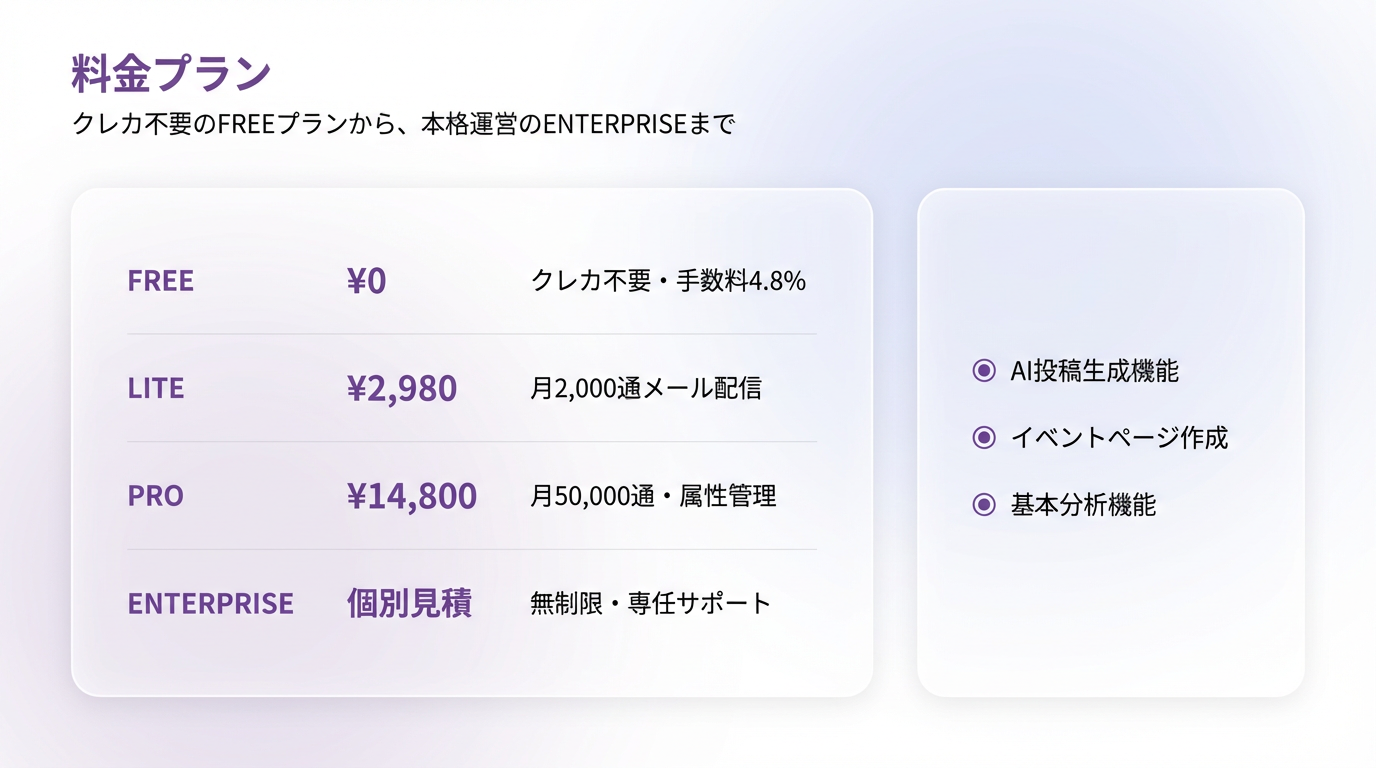 料金プラン
クレカ不要のFREEプランから、本格運営のENTERPRISEまで
FREE ¥0 クレカ不要・手数料4.8%
LITE ¥2,980 月2,000通メール配信
PRO ¥14,800 月50,000通・属性管理
ENTERPRISE 個別見積 無制限・専任サポート
AI投稿生成機能
イベントページ作成
基本分析機能